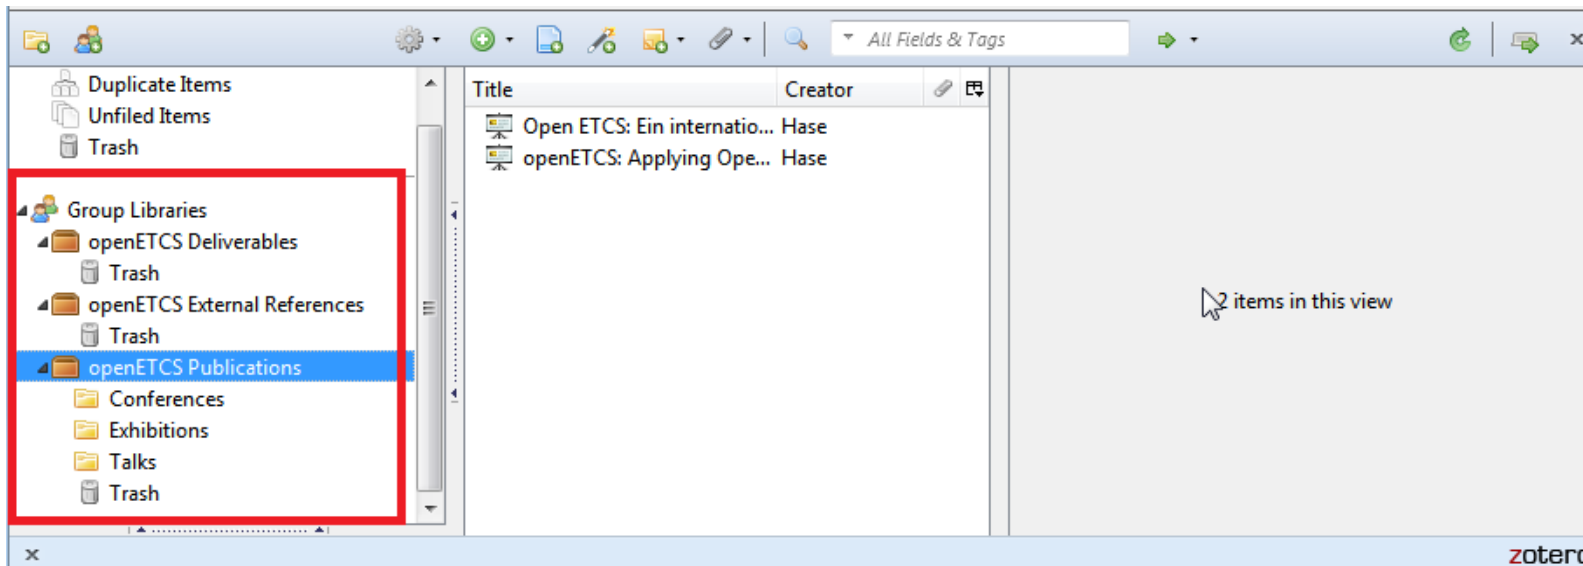 All Fields & Tags
Duplicate Items
Unfiled Items
Trash
Group Libraries
openETCS Deliverables
Trash
openETCS External References
Trash
openETCS Publications
Conferences
Exhibitions
Talks
Trash
Title Creator
Open ETCS: Ein internatio... Hase
openETCS: Applying Ope... Hase
2 items in this view
zotero